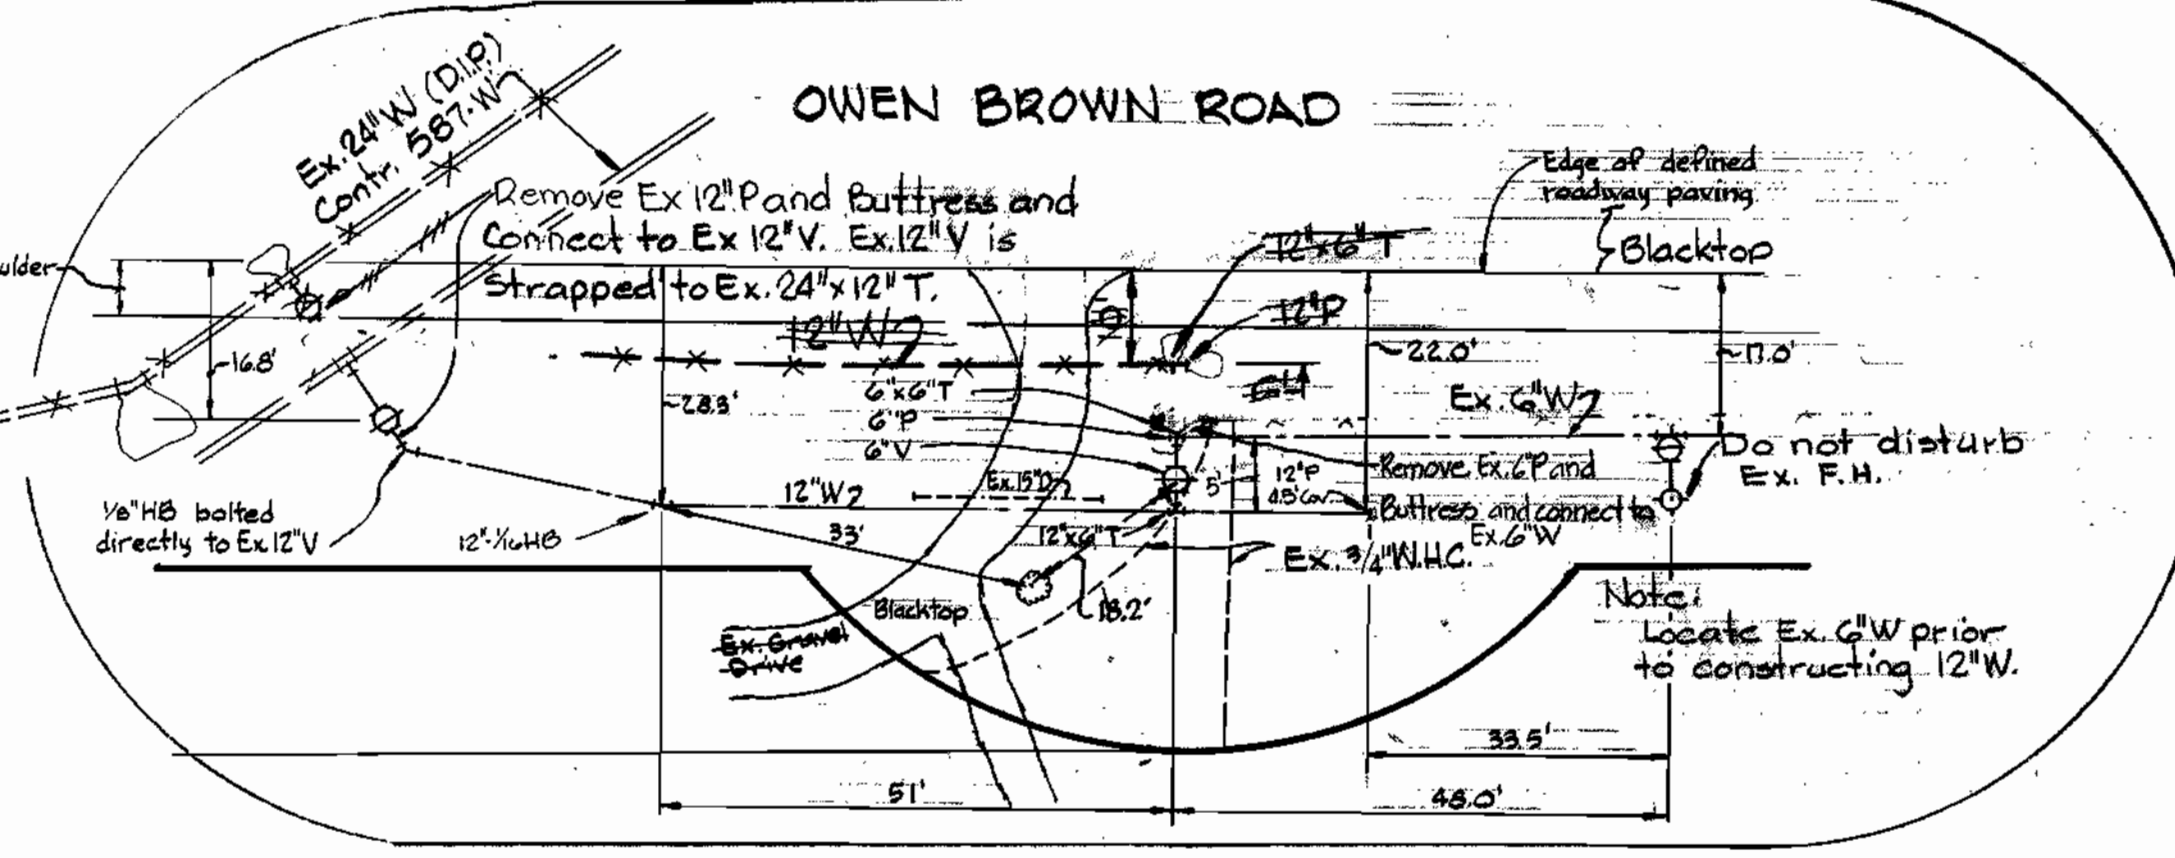 OWEN BROWN ROAD
Ex. 24" W (D.I.P.)
Contr. 587-W
Remove Ex 12" P and Buttress and
Connect to Ex 12" V. Ex. 12" V is
Strapped to Ex. 24" x 12" T.
Edge of defined
roadway paving
Blacktop
12" x 6" T
12" P
12" W
ulder
~16.8'
~28.3'
~22.0'
~17.0'
6" x 6" T
6" P
6" V
Ex. 6" W
Do not disturb
Ex. F.H.
Remove Ex. 6" P and
Buttress and connect to
Ex. 6" W
12" P
4.5' Cov.
5'
12" W
Ex. 15" D
33'
12" x 6" T
1/8" HB bolted
directly to Ex 12" V
12"-1/16 HB
Ex. 3/4" W.H.C.
18.2'
Blacktop
Ex. Gravel
Drive
Note:
Locate Ex. 6" W prior
to constructing 12" W.
33.5'
51'
48.0'